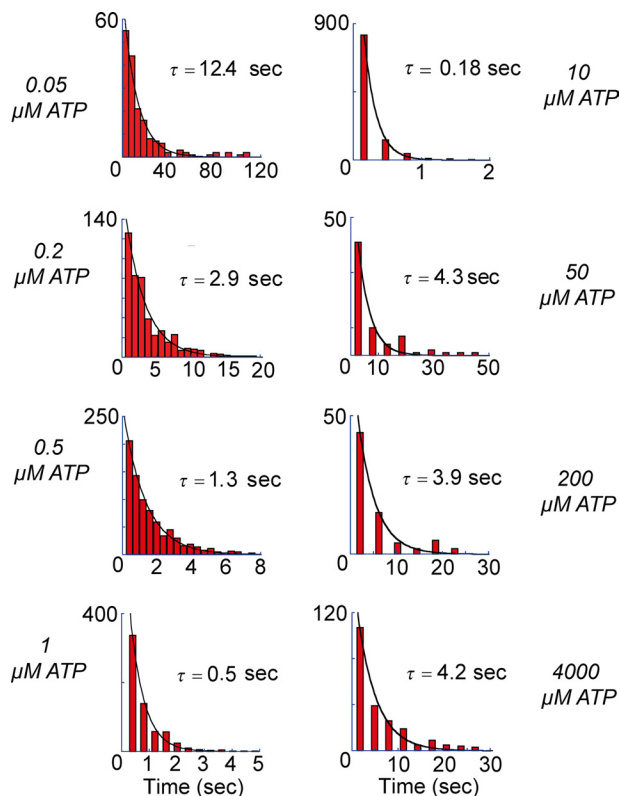 60
0.05
µM ATP
τ = 12.4 sec
0 40 80 120
900
10
µM ATP
τ = 0.18 sec
0
0 1 2
140
0.2
µM ATP
τ = 2.9 sec
0 5 10 15 20
50
50
µM ATP
τ = 4.3 sec
0
0 10 30 50
250
0.5
µM ATP
τ = 1.3 sec
0 2 4 6 8
50
200
µM ATP
τ = 3.9 sec
0
10 20 30
400
1
µM ATP
τ = 0.5 sec
0
1 2 3 4 5
Time (sec)
120
4000
µM ATP
τ = 4.2 sec
0
10 20 30
Time (sec)